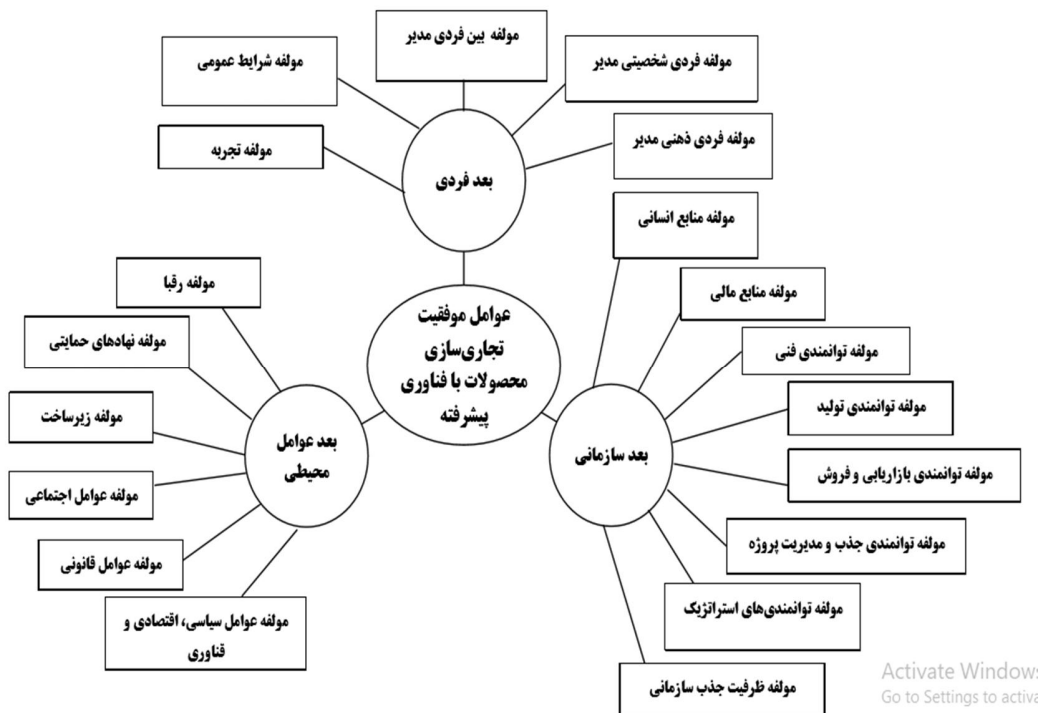 مولفه بین فردی مدیر
مولفه شرایط عمومی
مولفه فردی شخصیتی مدیر
مولفه تجربه
مولفه فردی ذهنی مدیر
بعد فردی
مولفه منابع انسانی
مولفه رقبا
مولفه منابع مالی
عوامل موفقیت
تجاری‌سازی
محصولات با فناوری
پیشرفته
مولفه نهادهای حمایتی
مولفه توانمندی فنی
مولفه زیرساخت
مولفه توانمندی تولید
بعد عوامل
محیطی
بعد سازمانی
مولفه توانمندی بازاریابی و فروش
مولفه عوامل اجتماعی
مولفه توانمندی جذب و مدیریت پروژه
مولفه عوامل قانونی
مولفه توانمندی‌های استراتژیک
مولفه عوامل سیاسی، اقتصادی و
قناوری
مولفه ظرفیت جذب سازمانی
Activate Windows
Go to Settings to activa